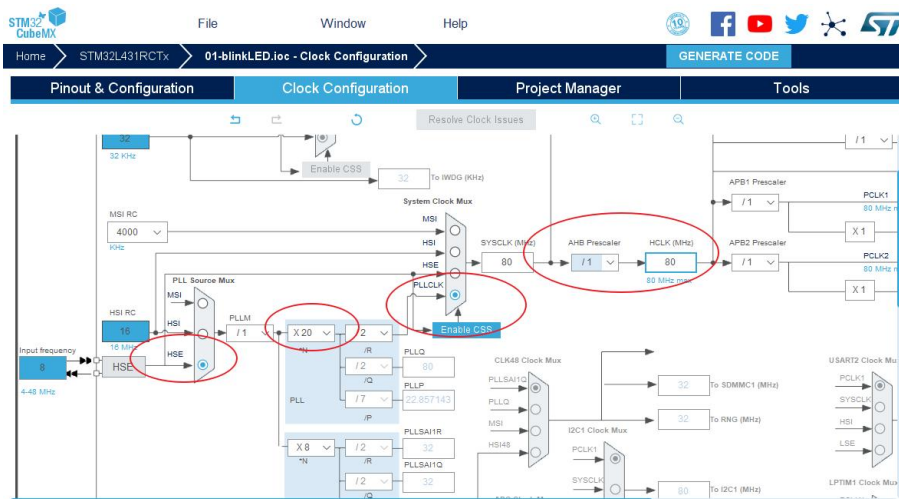 STM32
CubeMX
File
Window
Help
10
ST
Home
STM32L431RCTx
01-blinkLED.ioc - Clock Configuration
GENERATE CODE
Pinout & Configuration
Clock Configuration
Project Manager
Tools
Resolve Clock Issues
32
32 KHz
Enable CSS
32
To IWDG (KHz)
/ 1
System Clock Mux
APB1 Prescaler
/ 1
PCLK1
80 MHz
X 1
MSI RC
4000
KHz
MSI
HSI
HSE
PLLCLK
SYSCLK (MHz)
80
AHB Prescaler
/ 1
HCLK (MHz)
80
80 MHz max
APB2 Prescaler
/ 1
PCLK2
80 MHz
X 1
PLL Source Mux
MSI
HSI RC
16
16 MHz
HSI
PLLM
/ 1
X 20
*N
/ 2
/R
Enable CSS
Input frequency
8
4-48 MHz
HSE
HSE
/ 2
/Q
PLLQ
80
PLL
/ 7
/P
PLLP
22.857143
X 8
*N
/ 2
/R
PLLSAI1R
32
/ 2
/Q
PLLSAI1Q
32
CLK48 Clock Mux
PLLSAI1Q
PLLQ
MSI
HSI48
32
To SDMMC1 (MHz)
32
To RNG (MHz)
I2C1 Clock Mux
PCLK1
SYSCLK
80
To I2C1 (MHz)
USART2 Clock Mu
PCLK1
SYSCLK
HSI
LSE
LPTIM1 Clock Mux